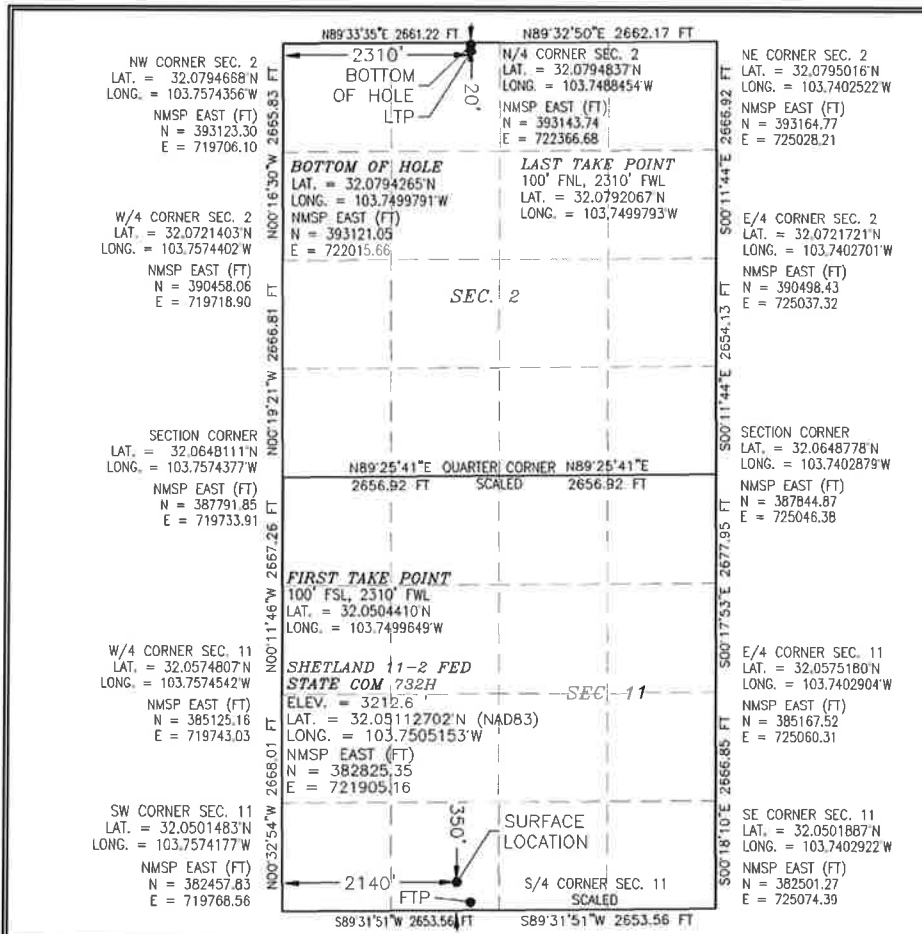 N89°33'35"E 2661.22 FT
N89°32'50"E 2662.17 FT
NW CORNER SEC. 2
LAT. = 32.0794668°N
LONG. = 103.7574356°W
NMSP EAST (FT)
N = 393123.30
E = 719706.10
2310'
BOTTOM
OF HOLE
LTP
20'
N/4 CORNER SEC. 2
LAT. = 32.0794837°N
LONG. = 103.7488454°W
NMSP EAST (FT)
N = 393143.74
E = 722366.68
NE CORNER SEC. 2
LAT. = 32.0795016°N
LONG. = 103.7402522°W
NMSP EAST (FT)
N = 393164.77
E = 725028.21
N00°16'30"W 2665.83 FT
S00°11'44"E 2666.92 FT
BOTTOM OF HOLE
LAT. = 32.0794265°N
LONG. = 103.7499791°W
NMSP EAST (FT)
N = 393121.05
E = 722015.66
LAST TAKE POINT
100' FNL, 2310' FWL
LAT. = 32.0792067°N
LONG. = 103.7499793°W
W/4 CORNER SEC. 2
LAT. = 32.0721403°N
LONG. = 103.7574402°W
NMSP EAST (FT)
N = 390458.06
E = 719718.90
E/4 CORNER SEC. 2
LAT. = 32.0721721°N
LONG. = 103.7402701°W
NMSP EAST (FT)
N = 390498.43
E = 725037.32
SEC. 2
N00°19'21"W 2666.81 FT
S00°11'44"E 2654.13 FT
SECTION CORNER
LAT. = 32.0648111°N
LONG. = 103.7574377°W
NMSP EAST (FT)
N = 387791.85
E = 719733.91
N89°25'41"E QUARTER CORNER N89°25'41"E
2656.92 FT SCALED 2656.92 FT
SECTION CORNER
LAT. = 32.0648778°N
LONG. = 103.7402879°W
NMSP EAST (FT)
N = 387844.87
E = 725046.38
N00°11'46"W 2667.26 FT
S00°17'53"E 2677.95 FT
FIRST TAKE POINT
100' FSL, 2310' FWL
LAT. = 32.0504410°N
LONG. = 103.7499649°W
W/4 CORNER SEC. 11
LAT. = 32.0574807°N
LONG. = 103.7574542°W
NMSP EAST (FT)
N = 385125.16
E = 719743.03
SHETLAND 11-2 FED
STATE COM 732H
ELEV. = 3212.6'
LAT. = 32.05112702°N (NAD83)
LONG. = 103.7505153°W
NMSP EAST (FT)
N = 382825.35
E = 721905.16
SEC. 11
E/4 CORNER SEC. 11
LAT. = 32.0575180°N
LONG. = 103.7402904°W
NMSP EAST (FT)
N = 385167.52
E = 725060.31
N00°32'54"W 2668.01 FT
S00°18'10"E 2666.85 FT
SW CORNER SEC. 11
LAT. = 32.0501483°N
LONG. = 103.7574177°W
NMSP EAST (FT)
N = 382457.83
E = 719768.56
350'
SURFACE
LOCATION
2140'
FTP
S/4 CORNER SEC. 11
SCALED
SE CORNER SEC. 11
LAT. = 32.0501887°N
LONG. = 103.7402922°W
NMSP EAST (FT)
N = 382501.27
E = 725074.39
S89°31'51"W 2653.56 FT
S89°31'51"W 2653.56 FT